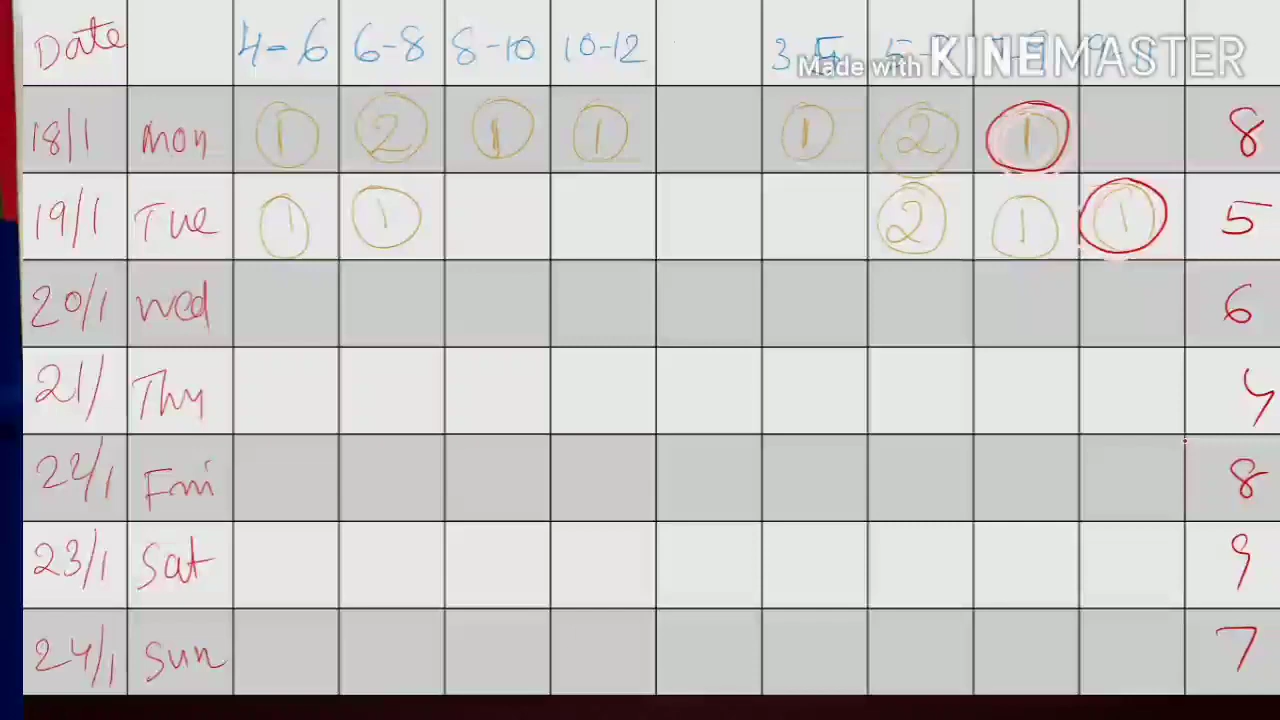 Date 4-6 6-8 8-10 10-12 3-5
Made with KINEMASTER
18/1 Mon 1 2 1 1 1 2 1 8
19/1 Tue 1 1 2 1 1 5
20/1 Wed 6
21/ Thu 4
22/1 Fri 8
23/1 Sat 9
24/1 Sun 7